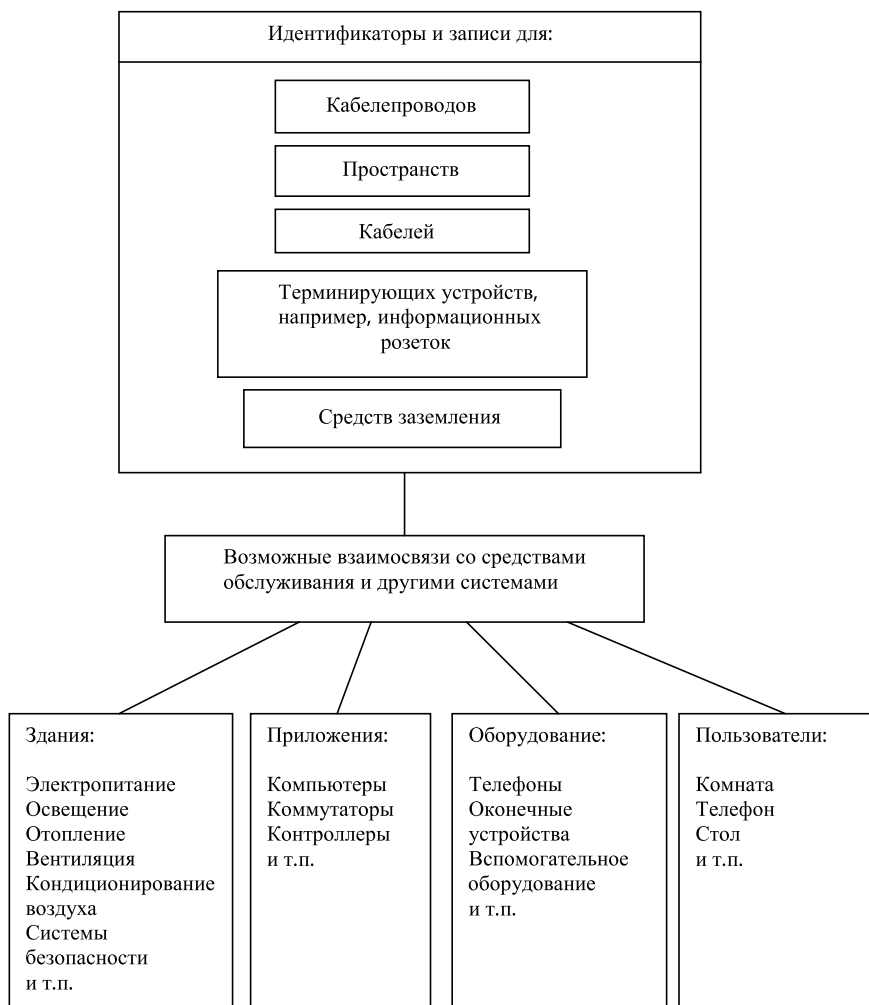 Идентификаторы и записи для:
Кабелепроводов
Пространств
Кабелей
Терминирующих устройств,
например, информационных
розеток
Средств заземления
Возможные взаимосвязи со средствами
обслуживания и другими системами
Здания:
Электропитание
Освещение
Отопление
Вентиляция
Кондиционирование
воздуха
Системы
безопасности
и т.п.
Приложения:
Компьютеры
Коммутаторы
Контроллеры
и т.п.
Оборудование:
Телефоны
Оконечные
устройства
Вспомогательное
оборудование
и т.п.
Пользователи:
Комната
Телефон
Стол
и т.п.